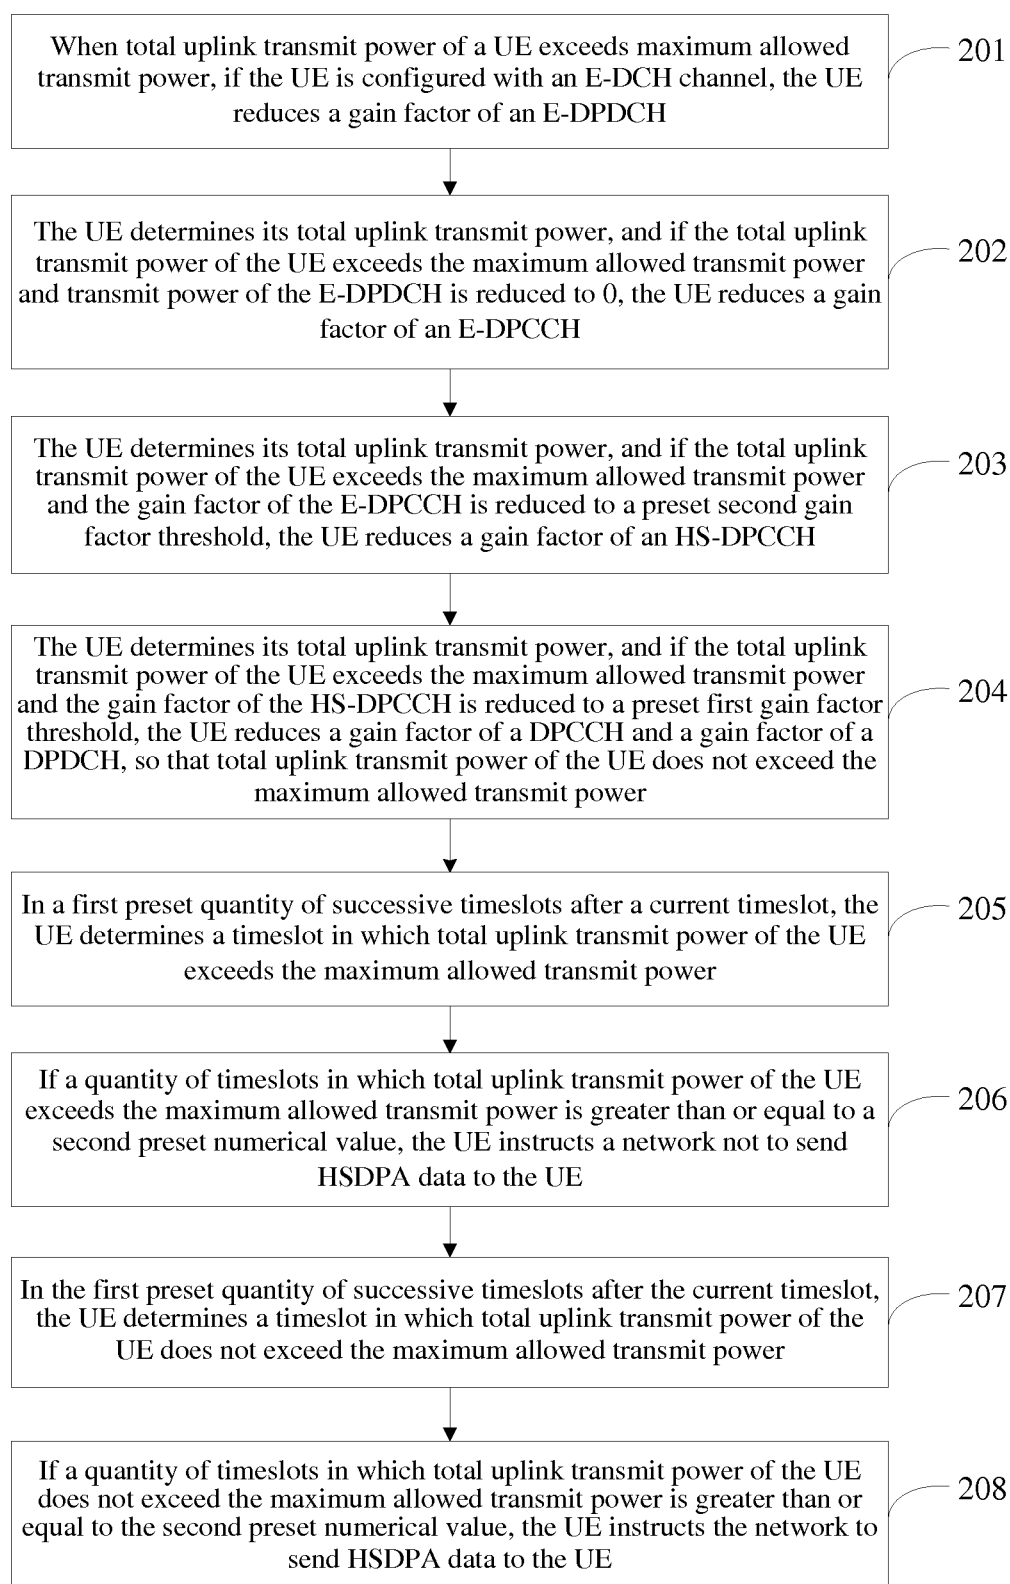 When total uplink transmit power of a UE exceeds maximum allowed
transmit power, if the UE is configured with an E-DCH channel, the UE
reduces a gain factor of an E-DPDCH
201
The UE determines its total uplink transmit power, and if the total uplink
transmit power of the UE exceeds the maximum allowed transmit power
and transmit power of the E-DPDCH is reduced to 0, the UE reduces a gain
factor of an E-DPCCH
202
The UE determines its total uplink transmit power, and if the total uplink
transmit power of the UE exceeds the maximum allowed transmit power
and the gain factor of the E-DPCCH is reduced to a preset second gain
factor threshold, the UE reduces a gain factor of an HS-DPCCH
203
The UE determines its total uplink transmit power, and if the total uplink
transmit power of the UE exceeds the maximum allowed transmit power
and the gain factor of the HS-DPCCH is reduced to a preset first gain factor
threshold, the UE reduces a gain factor of a DPCCH and a gain factor of a
DPDCH, so that total uplink transmit power of the UE does not exceed the
maximum allowed transmit power
204
In a first preset quantity of successive timeslots after a current timeslot, the
UE determines a timeslot in which total uplink transmit power of the UE
exceeds the maximum allowed transmit power
205
If a quantity of timeslots in which total uplink transmit power of the UE
exceeds the maximum allowed transmit power is greater than or equal to a
second preset numerical value, the UE instructs a network not to send
HSDPA data to the UE
206
In the first preset quantity of successive timeslots after the current timeslot,
the UE determines a timeslot in which total uplink transmit power of the
UE does not exceed the maximum allowed transmit power
207
If a quantity of timeslots in which total uplink transmit power of the UE
does not exceed the maximum allowed transmit power is greater than or
equal to the second preset numerical value, the UE instructs the network to
send HSDPA data to the UE
208